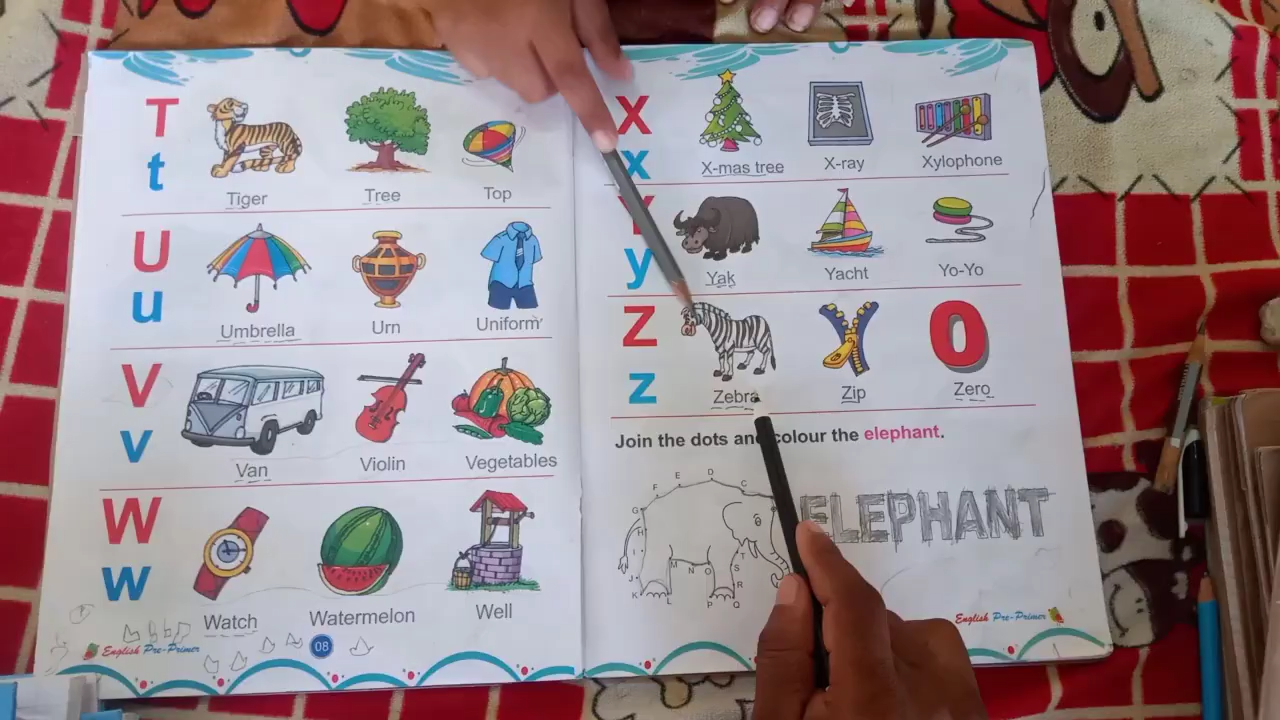 T
t
Tiger Tree Top
U
u
Umbrella Urn Uniform
V
v
Van Violin Vegetables
W
w
Watch Watermelon Well
English Pre-Primer
08
X
x
X-mas tree X-ray Xylophone
Y
y
Yak Yacht Yo-Yo
Z
z
O
Zebra Zip Zero
Join the dots and colour the elephant.
C D E F G H I J K L M N O P Q R S T
ELEPHANT
English Pre-Primer